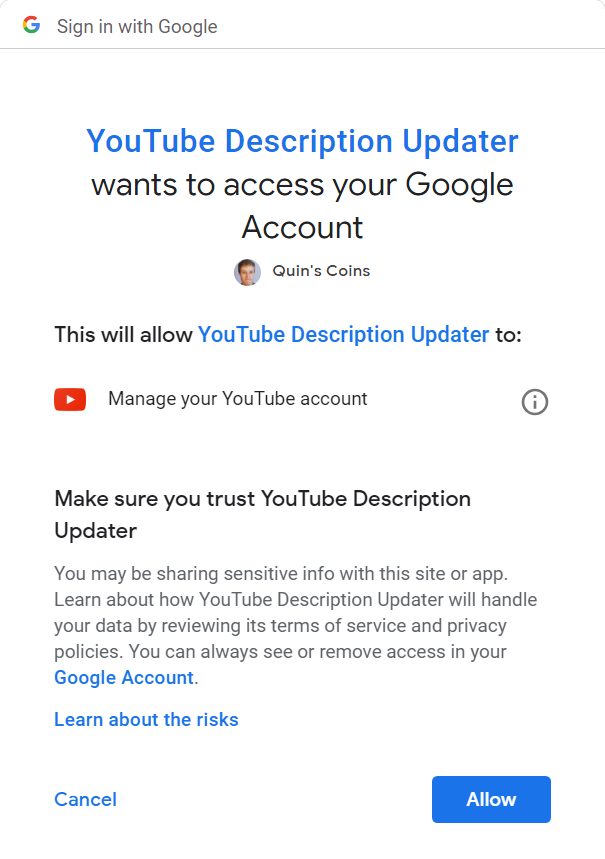 Sign in with Google
YouTube Description Updater
wants to access your Google
Account
Quin's Coins
This will allow YouTube Description Updater to:
Manage your YouTube account
Make sure you trust YouTube Description
Updater
You may be sharing sensitive info with this site or app.
Learn about how YouTube Description Updater will handle
your data by reviewing its terms of service and privacy
policies. You can always see or remove access in your
Google Account.
Learn about the risks
Cancel
Allow